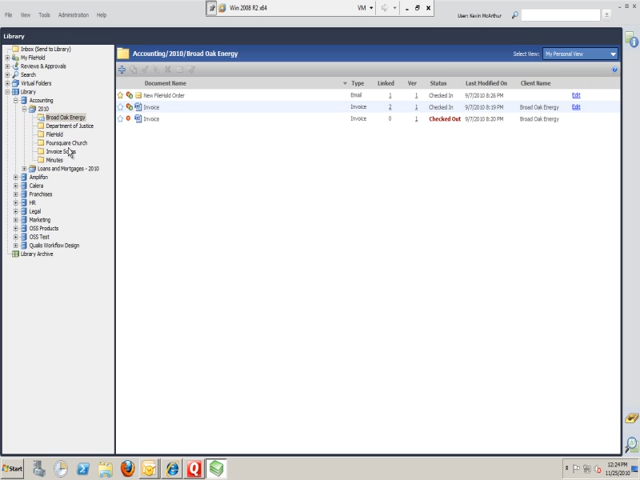 Win 2008 R2 x64
VM
File View Tools Administration Help
User: Kevin McArthur
Library
Inbox (Send to Library)
My FileHold
Reviews & Approvals
Search
Virtual Folders
Library
Accounting
2010
Broad Oak Energy
Department of Justice
FileHold
Foursquare Church
Minutes
Loans and Mortgages - 2010
Amplifon
Calera
Franchises
HR
Legal
Marketing
OSS Products
OSS Test
Qualis Workflow Design
Library Archive
Accounting/2010/Broad Oak Energy
Select View: My Personal View
Document Name Type Linked Ver Status Last Modified On Client Name
New FileHold Order Email 1 1 Checked In 9/7/2010 8:26 PM Edit
Invoice Invoice 2 1 Checked In 9/7/2010 8:19 PM Broad Oak Energy Edit
Invoice Invoice 0 1 Checked Out 9/7/2010 8:20 PM Broad Oak Energy
Start
12:24 PM
11/25/2010